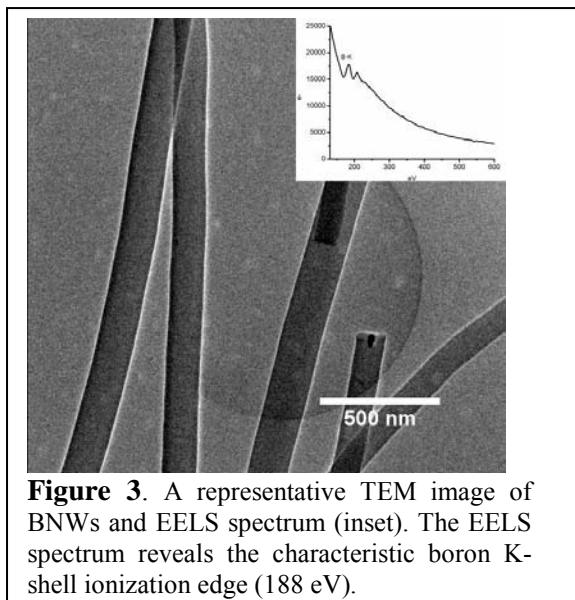 25000
B-K
20000
15000
e-
10000
5000
0
200 300 400 500 600
eV
500 nm
Figure 3. A representative TEM image of
BNWs and EELS spectrum (inset). The EELS
spectrum reveals the characteristic boron K-
shell ionization edge (188 eV).